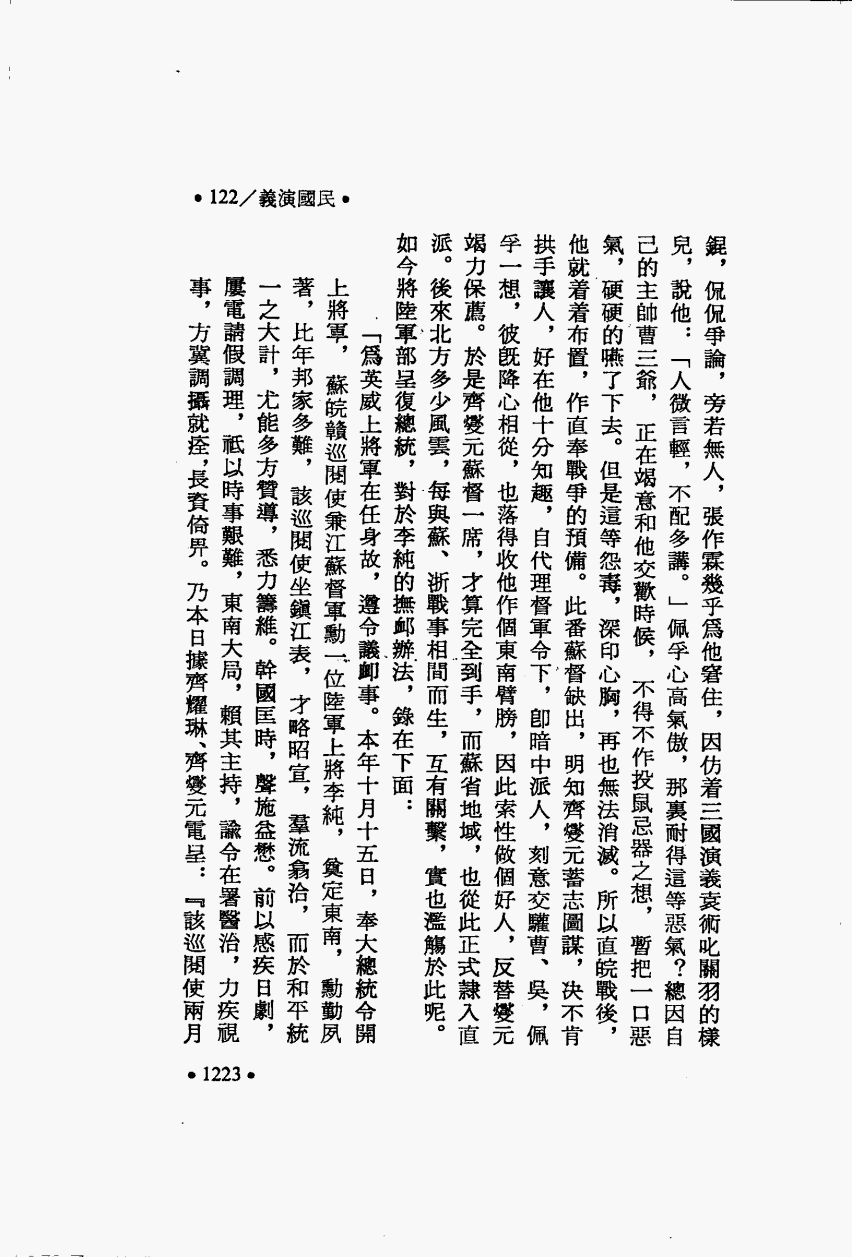 •122／義演國民•
錕，侃侃爭論，旁若無人，張作霖幾乎爲他窘住，因仿着三國演義袁術叱關羽的樣
兒，說他：「人微言輕，不配多講。」佩孚心高氣傲，那裏耐得這等惡氣？總因自
己的主帥曹三爺，正在竭意和他交歡時候，不得不作投鼠忌器之想，暫把一口惡
氣，硬硬的嚥了下去。但是這等怨毒，深印心胸，再也無法消滅。所以直皖戰後，
他就着着布置，作直奉戰爭的預備。此番蘇督缺出，明知齊燮元蓄志圖謀，決不肯
拱手讓人，好在他十分知趣，自代理督軍令下，卽暗中派人，刻意交驩曹、吳，佩
孚一想，彼旣降心相從，也落得收他作個東南臂膀，因此索性做個好人，反替燮元
竭力保薦。於是齊燮元蘇督一席，才算完全到手，而蘇省地域，也從此正式隸入直
派。後來北方多少風雲，每與蘇、浙戰事相間而生，互有關繫，實也濫觴於此呢。
如今將陸軍部呈復總統，對於李純的撫卹辦法，錄在下面：
「爲英威上將軍在任身故，遵令議卹事。本年十月十五日，奉大總統令開
上將軍，蘇皖贛巡閱使兼江蘇督軍勳一位陸軍上將李純，奠定東南，勳勤夙
著，比年邦家多難，該巡閱使坐鎭江表，才略昭宣，羣流翕洽，而於和平統
一之大計，尤能多方贊導，悉力籌維。幹國匡時，聲施益懋。前以感疾日劇，
屢電請假調理，祗以時事艱難，東南大局，賴其主持，諭令在署醫治，力疾視
事，方冀調攝就痊，長資倚畀。乃本日據齊耀琳、齊燮元電呈：『該巡閱使兩月
•1223•